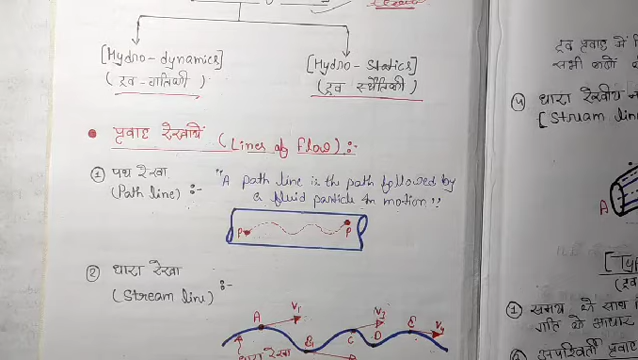 [Hydro-dynamics]
(द्रव-गतिकी)
[Hydro-statics]
(द्रव स्थैतिकी)
• प्रवाह रेखायें (Lines of flow):-
① पथ रेखा
(Path line) :-
"A path line is the path followed by
a fluid particle in motion"
P P
② धारा रेखा
(Stream line) :-
A V₁ B C V₃ D E V₄
धारा रेखा
द्रव प्रवाह में
सभी कणों
④ धारा रेखीय
[Stream line
A
①
गति के आधार